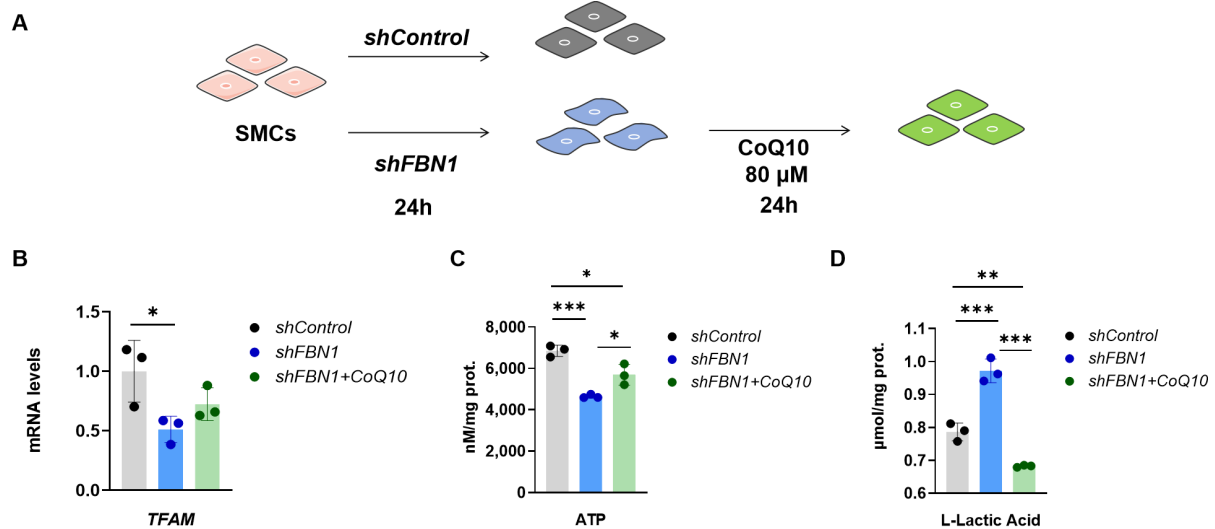 A
shControl
SMCs
shFBN1
24h
CoQ10
80 µM
24h
B
mRNA levels
1.5
1.0
0.5
0.0
*
TFAM
shControl
shFBN1
shFBN1+CoQ10
C
nM/mg prot.
8,000
6,000
4,000
2,000
0
*
***
*
ATP
shControl
shFBN1
shFBN1+CoQ10
D
µmol/mg prot.
1.1
1.0
0.9
0.8
0.7
0.6
**
***
***
L-Lactic Acid
shControl
shFBN1
shFBN1+CoQ10